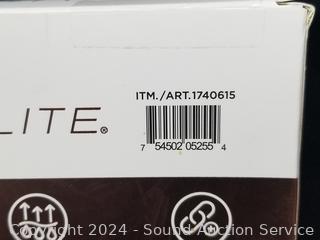 ITM./ART.1740615
LITE®
7 54502 05255 4
Copyright 2024 - Sound Auction Service